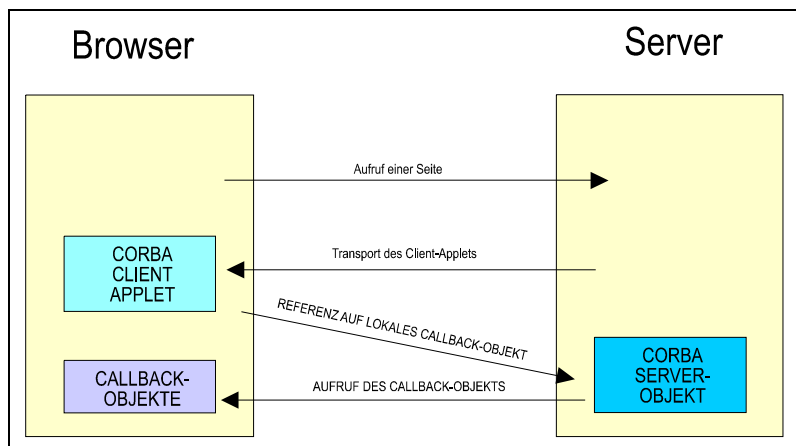 Browser
Server
Aufruf einer Seite
Transport des Client-Applets
CORBA
CLIENT
APPLET
REFERENZ AUF LOKALES CALLBACK-OBJEKT
CORBA
SERVER-
OBJEKT
CALLBACK-
OBJEKTE
AUFRUF DES CALLBACK-OBJEKTS